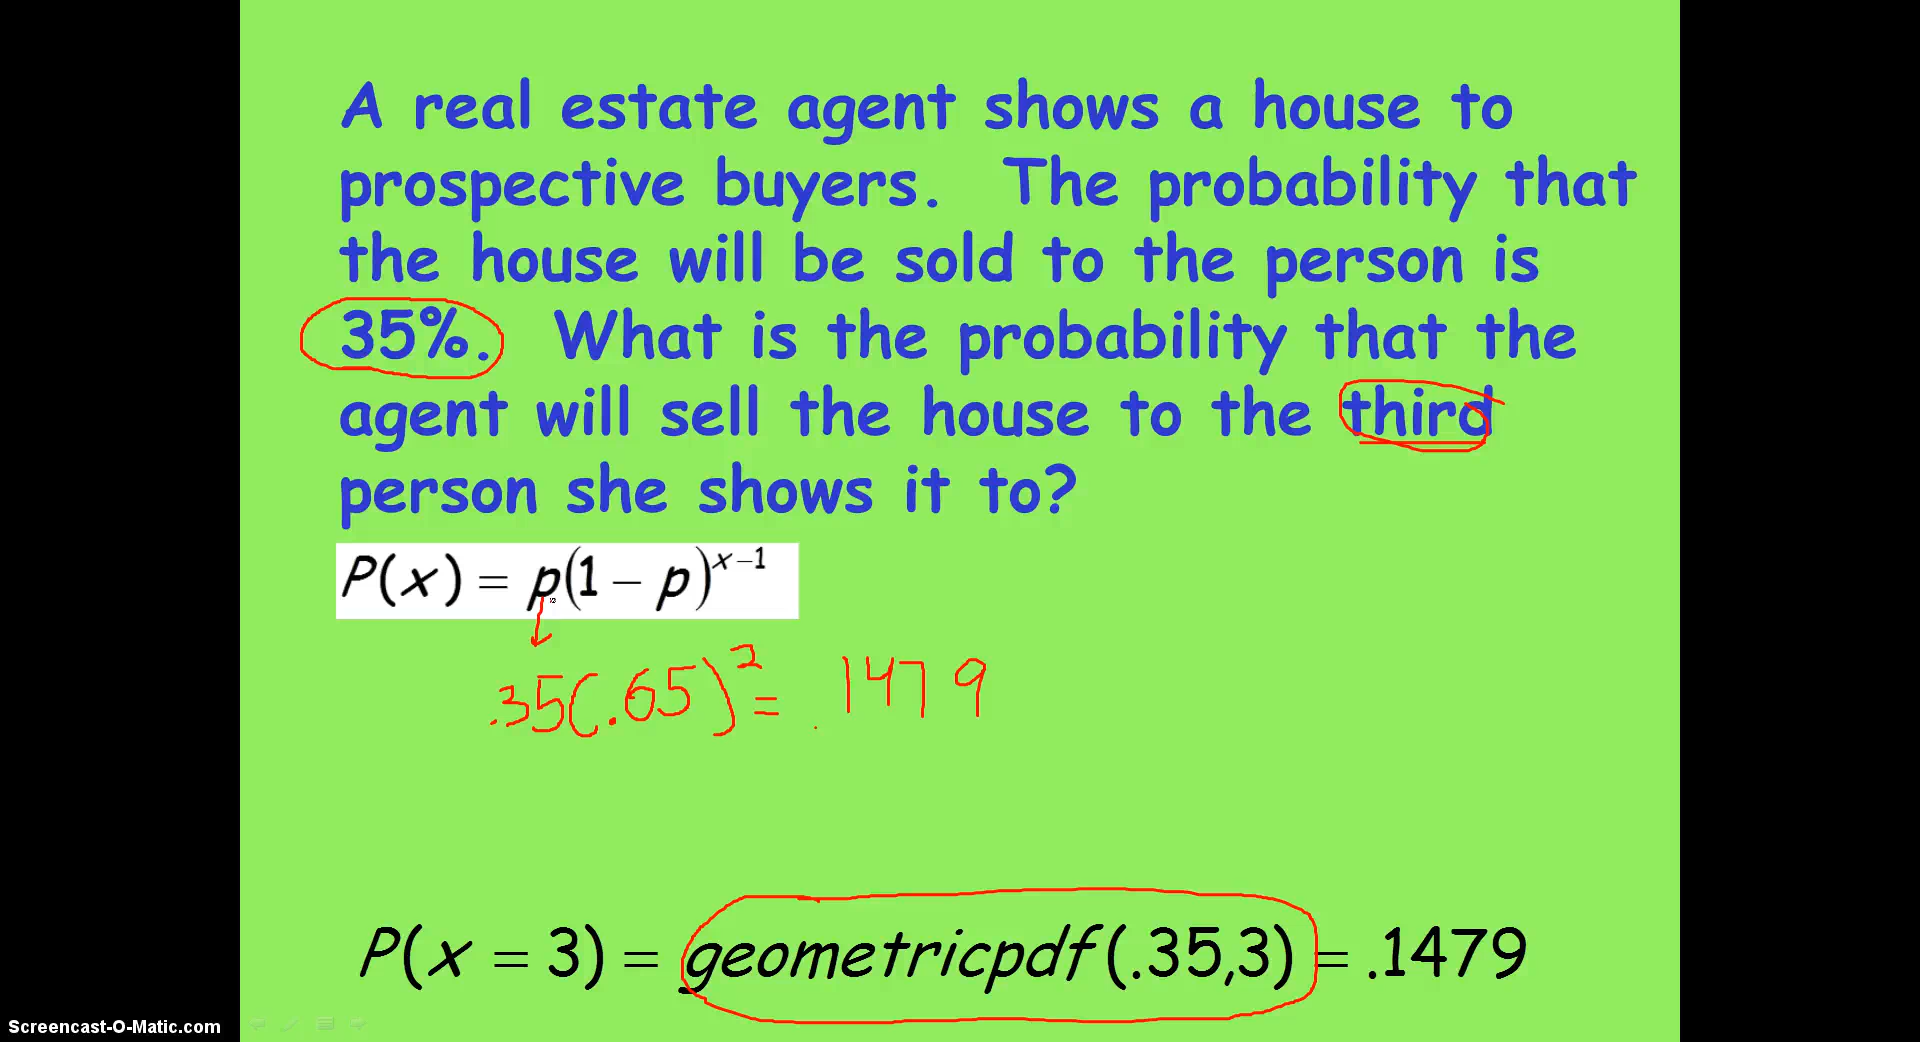 A real estate agent shows a house to
prospective buyers. The probability that
the house will be sold to the person is
35%. What is the probability that the
agent will sell the house to the third
person she shows it to?
P(x) = p(1 − p)^{x−1}
.35(.65)² = .1479
P(x = 3) = geometricpdf(.35,3) = .1479
Screencast-O-Matic.com